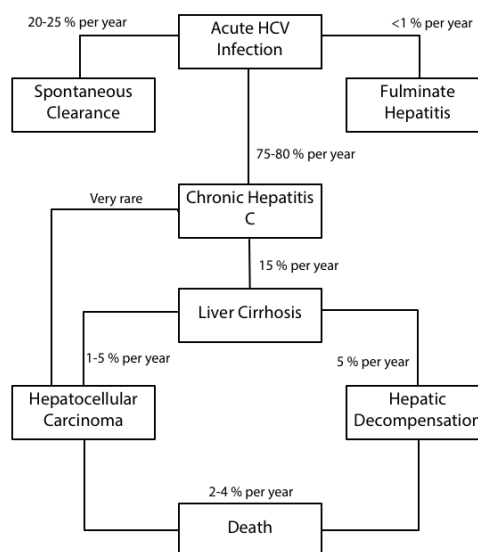 20-25 % per year
Acute HCV
Infection
<1 % per year
Spontaneous
Clearance
Fulminate
Hepatitis
75-80 % per year
Very rare
Chronic Hepatitis
C
15 % per year
Liver Cirrhosis
1-5 % per year
5 % per year
Hepatocellular
Carcinoma
Hepatic
Decompensation
2-4 % per year
Death